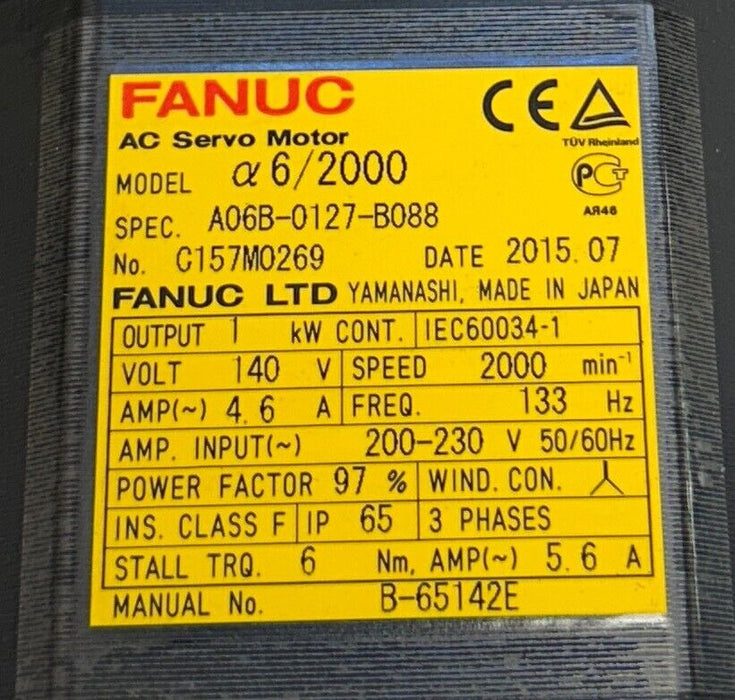 FANUC
CE
TÜV Rheinland
AC Servo Motor
MODEL α6/2000
PCT
AЯ46
SPEC. A06B-0127-B088
No. C157M0269 DATE 2015.07
FANUC LTD YAMANASHI, MADE IN JAPAN
OUTPUT 1 kW CONT. IEC60034-1
VOLT 140 V SPEED 2000 min⁻¹
AMP(~) 4.6 A FREQ. 133 Hz
AMP. INPUT(~) 200-230 V 50/60Hz
POWER FACTOR 97 % WIND. CON. 人
INS. CLASS F IP 65 3 PHASES
STALL TRQ. 6 Nm, AMP(~) 5.6 A
MANUAL No. B-65142E